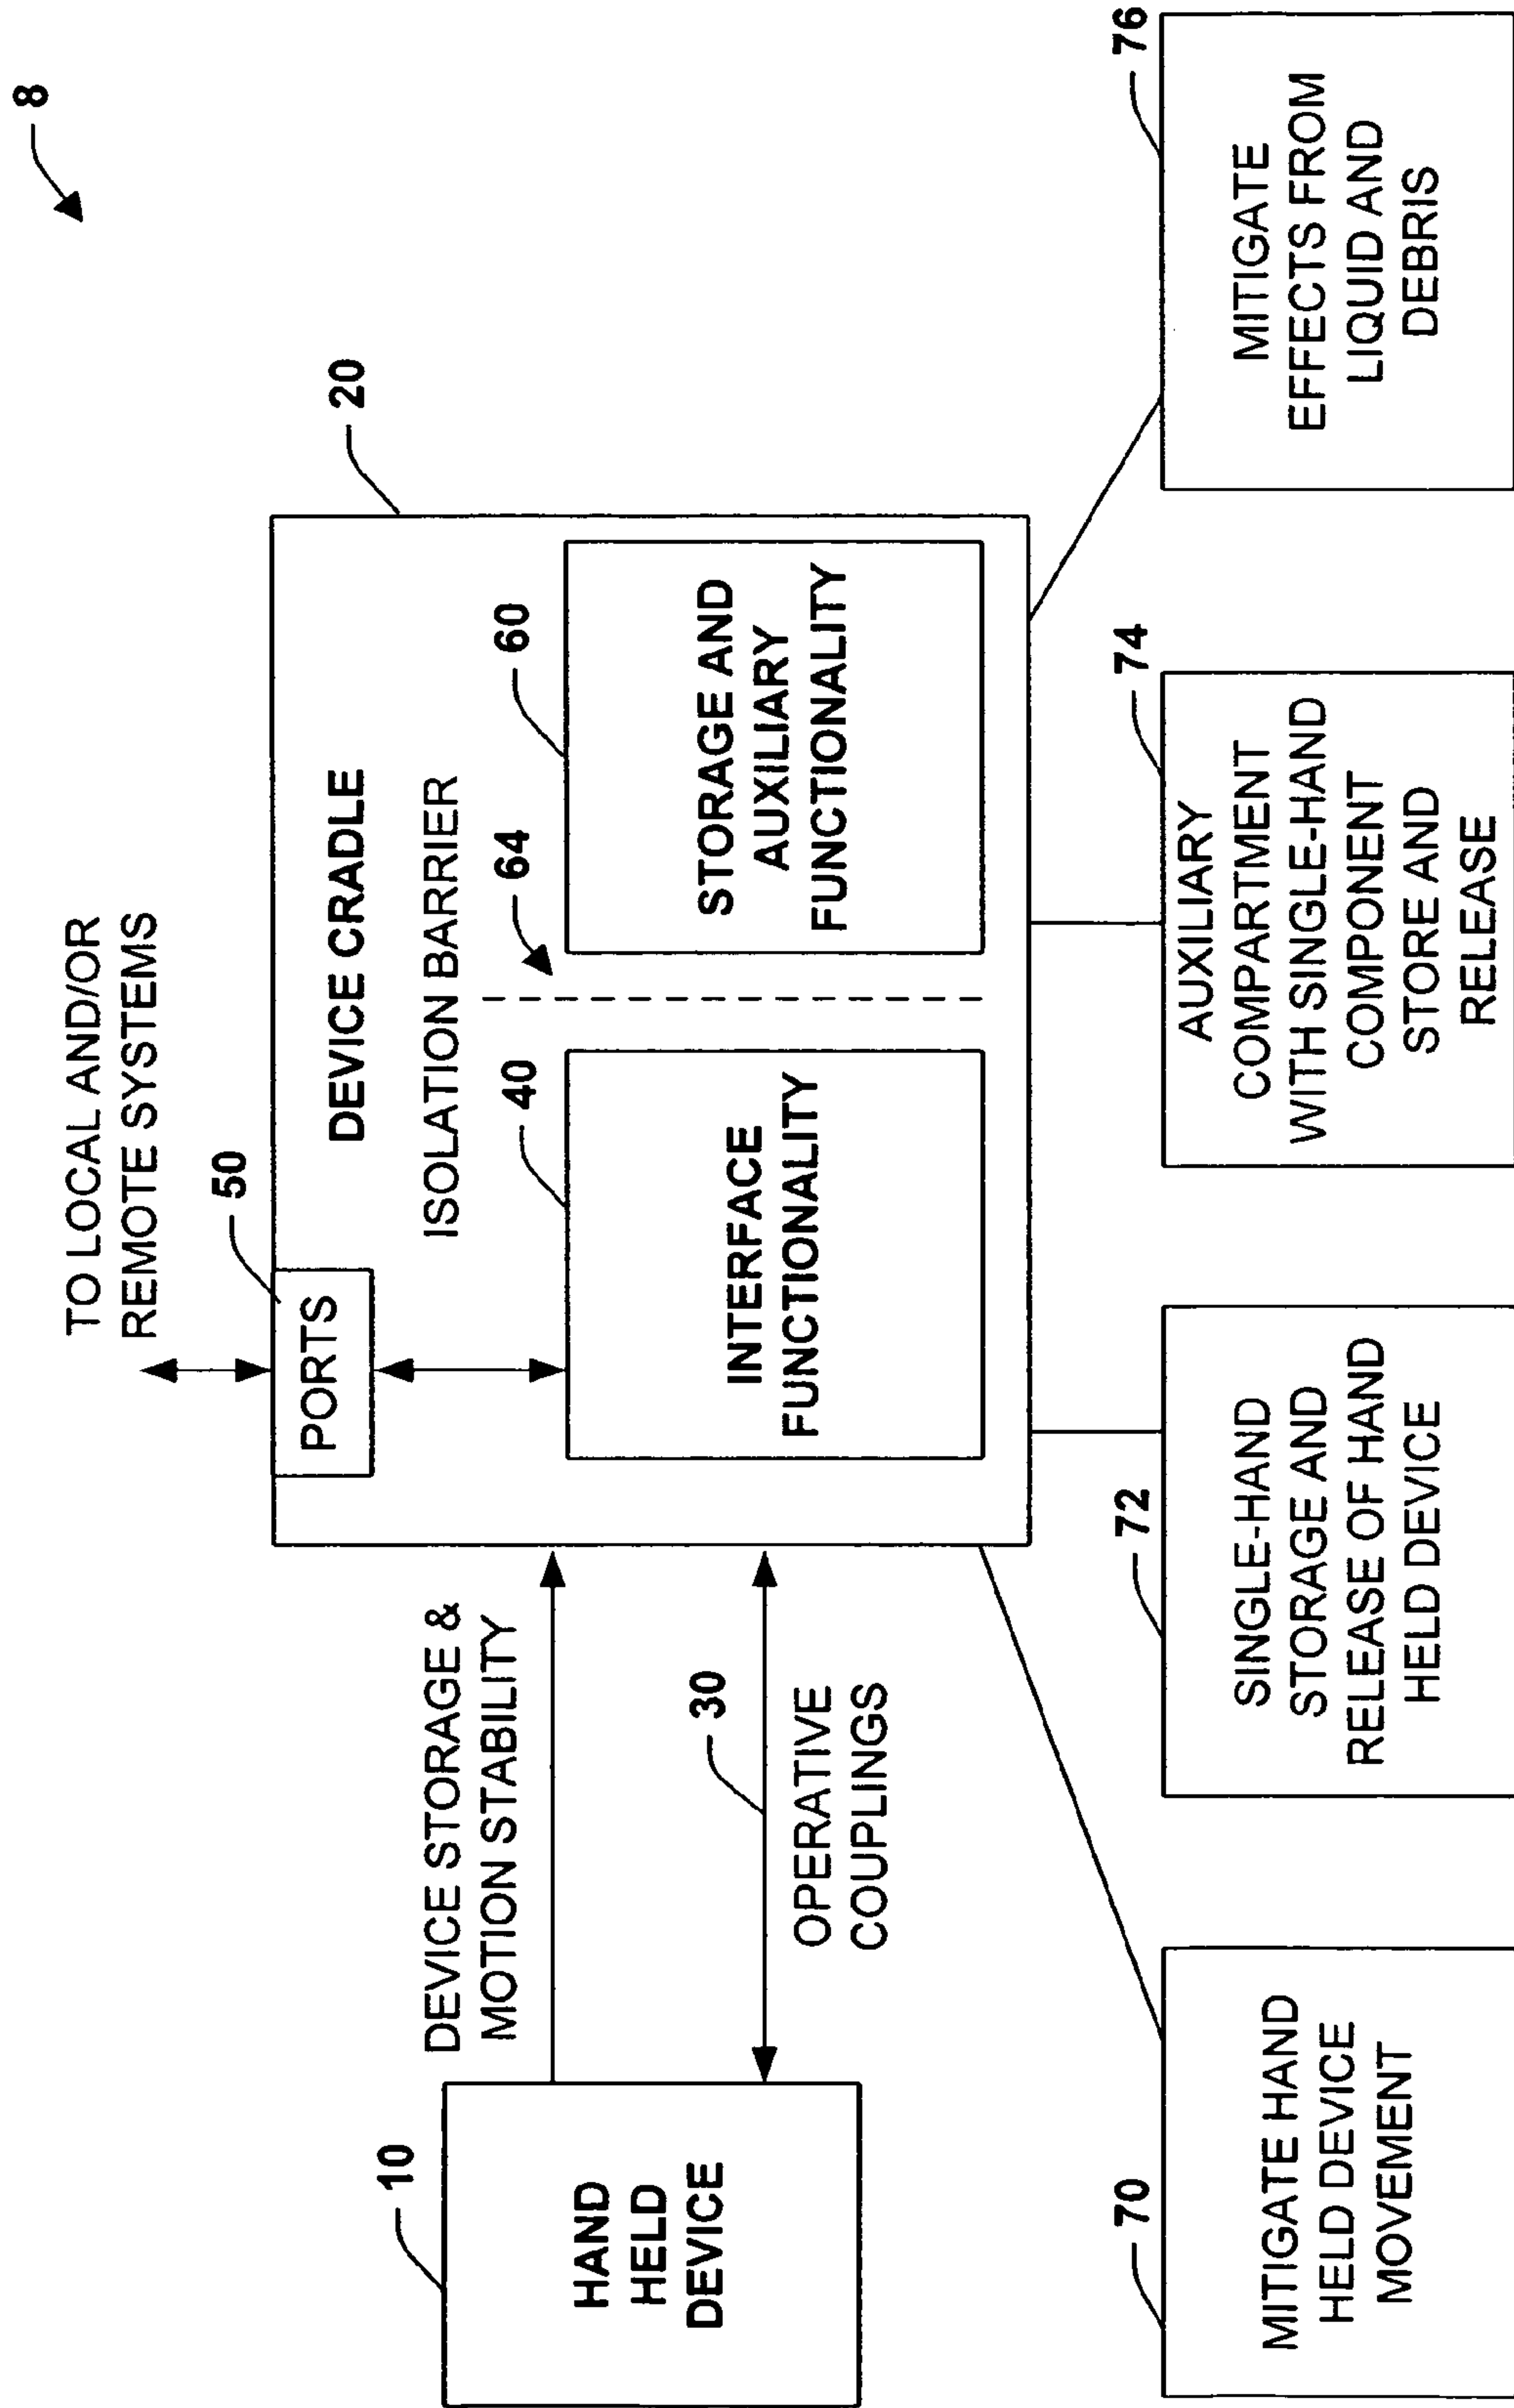 8
TO LOCAL AND/OR
REMOTE SYSTEMS
50
PORTS
20
DEVICE CRADLE
ISOLATION BARRIER
64
40
INTERFACE
FUNCTIONALITY
60
STORAGE AND
AUXILIARY
FUNCTIONALITY
10
HAND
HELD
DEVICE
DEVICE STORAGE &
MOTION STABILITY
30
OPERATIVE
COUPLINGS
70
MITIGATE HAND
HELD DEVICE
MOVEMENT
72
SINGLE-HAND
STORAGE AND
RELEASE OF HAND
HELD DEVICE
74
AUXILIARY
COMPARTMENT
WITH SINGLE-HAND
COMPONENT
STORE AND
RELEASE
76
MITIGATE
EFFECTS FROM
LIQUID AND
DEBRIS